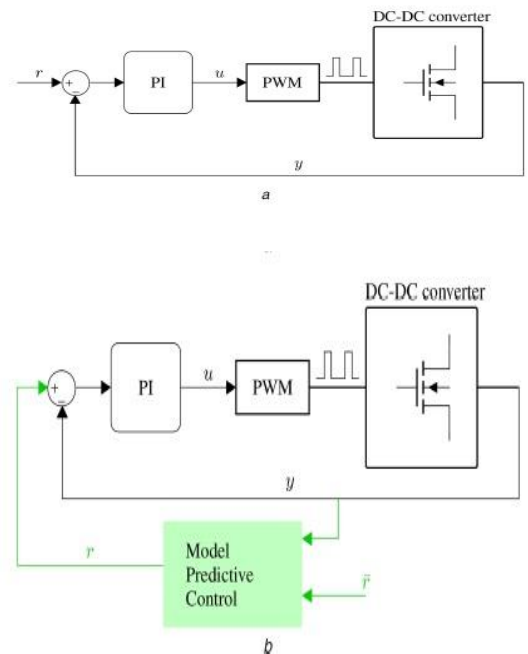 DC-DC converter
r
+
−
PI
u
PWM
y
a
DC-DC converter
+
−
PI
u
PWM
y
r
Model
Predictive
Control
r̄
b